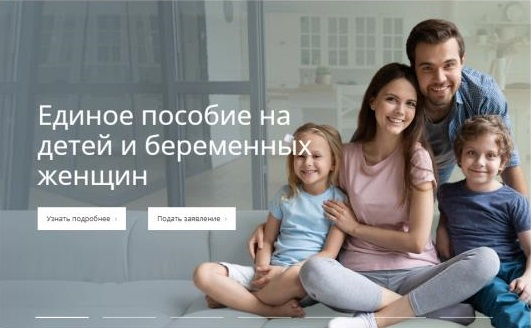 Единое пособие на
детей и беременных
женщин
Узнать подробнее ›
Подать заявление ›